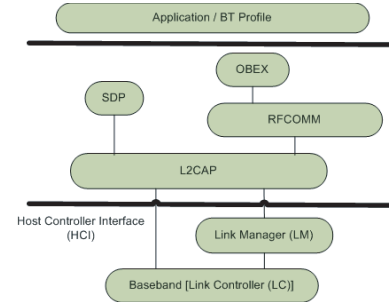 Application / BT Profile
OBEX
SDP
RFCOMM
L2CAP
Host Controller Interface
(HCI)
Link Manager (LM)
Baseband [Link Controller (LC)]